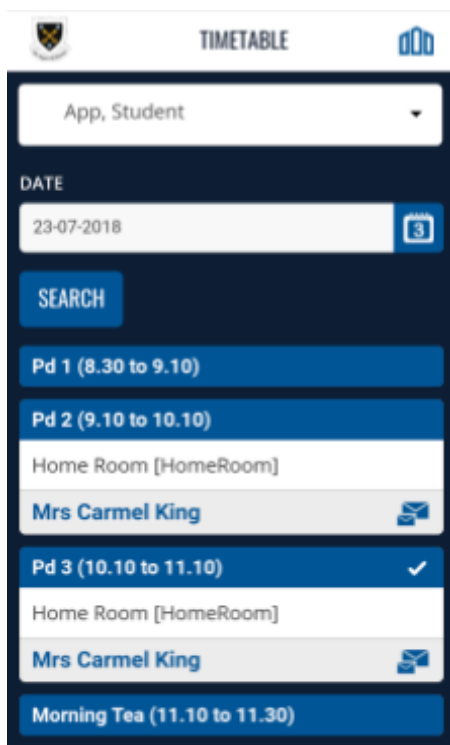 TIMETABLE
App, Student
DATE
23-07-2018
3
SEARCH
Pd 1 (8.30 to 9.10)
Pd 2 (9.10 to 10.10)
Home Room [HomeRoom]
Mrs Carmel King
Pd 3 (10.10 to 11.10)
Home Room [HomeRoom]
Mrs Carmel King
Morning Tea (11.10 to 11.30)